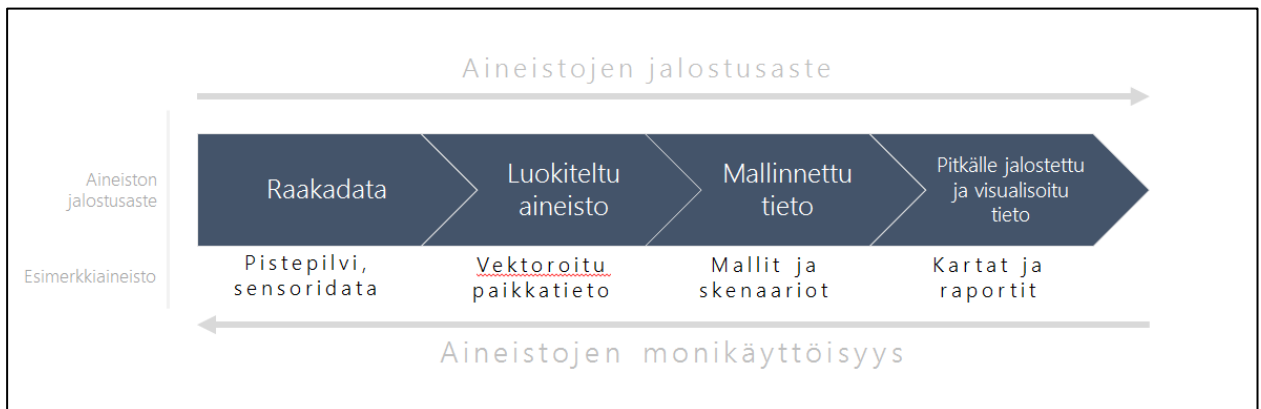 Aineistojen jalostusaste
Aineiston
jalostusaste
Raakadata
Luokiteltu
aineisto
Mallinnettu
tieto
Pitkälle jalostettu
ja visualisoitu
tieto
Esimerkkiaineisto
Pistepilvi,
sensoridata
Vektoroitu
paikkatieto
Mallit ja
skenaariot
Kartat ja
raportit
Aineistojen monikäyttöisyys